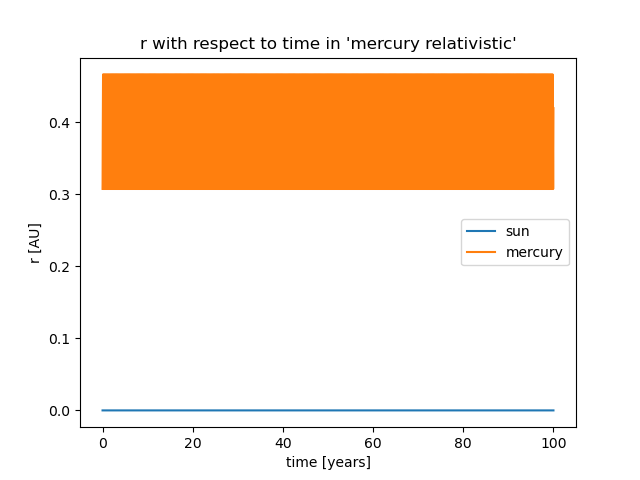 r with respect to time in 'mercury relativistic'
r [AU]
0.4
0.3
0.2
0.1
0.0
sun
mercury
0 20 40 60 80 100
time [years]